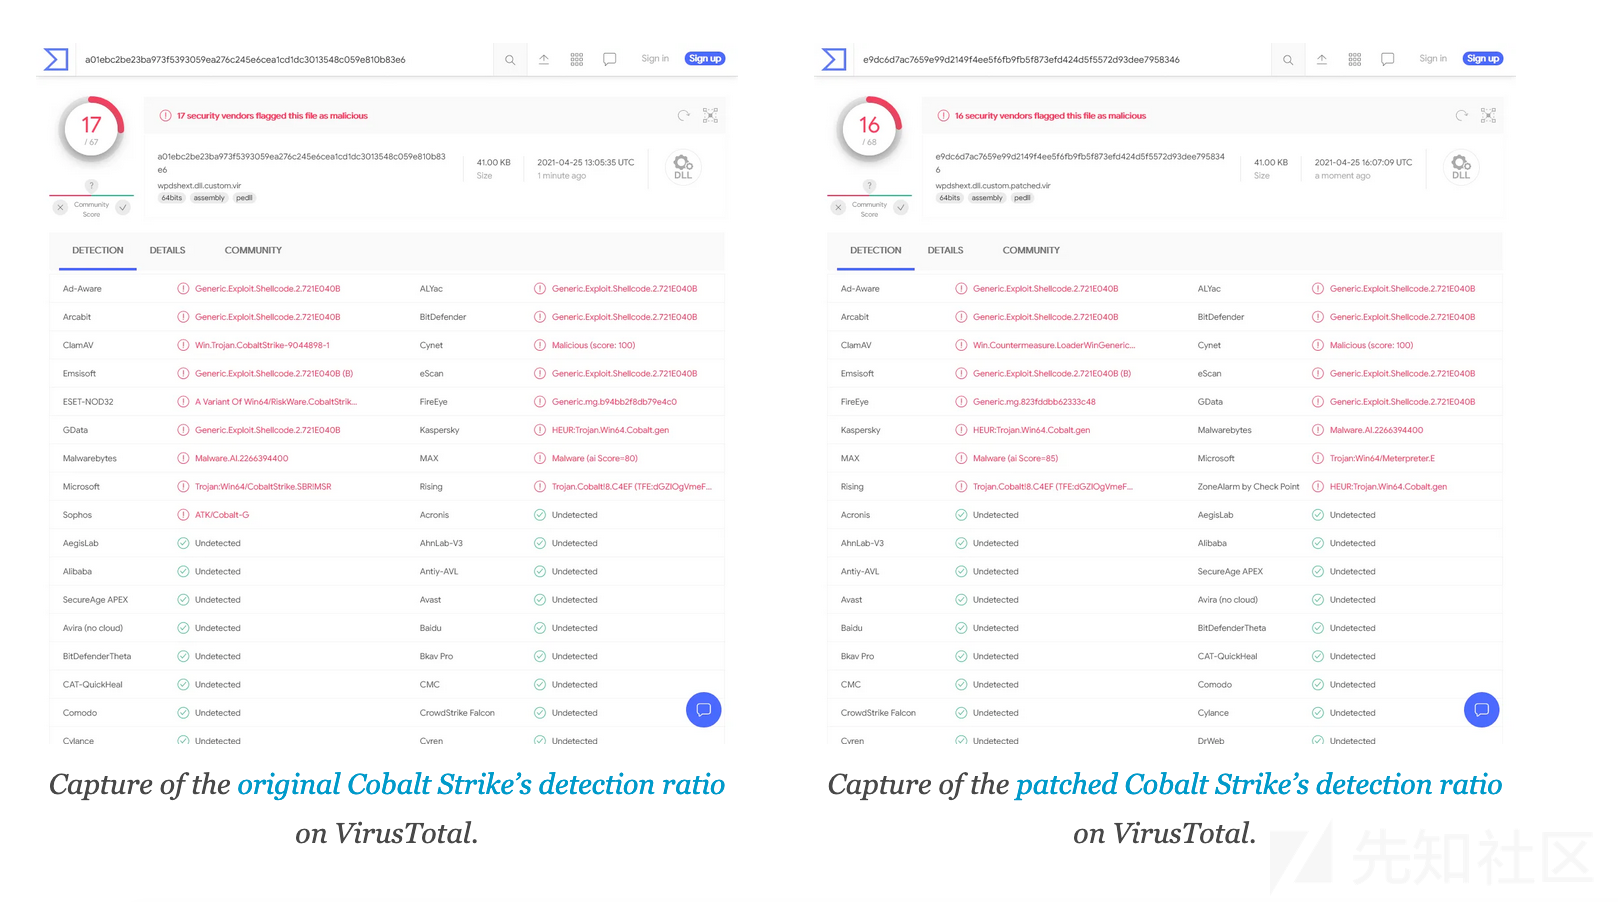 a01ebc2be23ba973f5393059ea276c245e6cea1cd1dc3013548c059e810b83e6
Sign in
Sign up
17
/ 67
17 security vendors flagged this file as malicious
a01ebc2be23ba973f5393059ea276c245e6cea1cd1dc3013548c059e810b83
e6
wpdshext.dll.custom.vir
64bits assembly pedll
41.00 KB
Size
2021-04-25 13:05:35 UTC
1 minute ago
DLL
?
Community
Score
DETECTION DETAILS COMMUNITY
Ad-Aware Generic.Exploit.Shellcode.2.721E040B ALYac Generic.Exploit.Shellcode.2.721E040B
Arcabit Generic.Exploit.Shellcode.2.721E040B BitDefender Generic.Exploit.Shellcode.2.721E040B
ClamAV Win.Trojan.CobaltStrike-9044898-1 Cynet Malicious (score: 100)
Emsisoft Generic.Exploit.Shellcode.2.721E040B (B) eScan Generic.Exploit.Shellcode.2.721E040B
ESET-NOD32 A Variant Of Win64/RiskWare.CobaltStrik... FireEye Generic.mg.b94bb2f8db79e4c0
GData Generic.Exploit.Shellcode.2.721E040B Kaspersky HEUR:Trojan.Win64.Cobalt.gen
Malwarebytes Malware.AI.2266394400 MAX Malware (ai Score=80)
Microsoft Trojan:Win64/CobaltStrike.SBR!MSR Rising Trojan.Cobalt!8.C4EF (TFE:dGZlOgVmeF...
Sophos ATK/Cobalt-G Acronis Undetected
AegisLab Undetected AhnLab-V3 Undetected
Alibaba Undetected Antiy-AVL Undetected
SecureAge APEX Undetected Avast Undetected
Avira (no cloud) Undetected Baidu Undetected
BitDefenderTheta Undetected Bkav Pro Undetected
CAT-QuickHeal Undetected CMC Undetected
Comodo Undetected CrowdStrike Falcon Undetected
Cylance Undetected Cyren Undetected
Capture of the original Cobalt Strike's detection ratio
on VirusTotal.
e9dc6d7ac7659e99d2149f4ee5f6fb9fb5f873efd424d5f5572d93dee7958346
Sign in
Sign up
16
/ 68
16 security vendors flagged this file as malicious
e9dc6d7ac7659e99d2149f4ee5f6fb9fb5f873efd424d5f5572d93dee795834
6
wpdshext.dll.custom.patched.vir
64bits assembly pedll
41.00 KB
Size
2021-04-25 16:07:09 UTC
a moment ago
DLL
?
Community
Score
DETECTION DETAILS COMMUNITY
Ad-Aware Generic.Exploit.Shellcode.2.721E040B ALYac Generic.Exploit.Shellcode.2.721E040B
Arcabit Generic.Exploit.Shellcode.2.721E040B BitDefender Generic.Exploit.Shellcode.2.721E040B
ClamAV Win.Countermeasure.LoaderWinGeneric... Cynet Malicious (score: 100)
Emsisoft Generic.Exploit.Shellcode.2.721E040B (B) eScan Generic.Exploit.Shellcode.2.721E040B
FireEye Generic.mg.823fddbb62333c48 GData Generic.Exploit.Shellcode.2.721E040B
Kaspersky HEUR:Trojan.Win64.Cobalt.gen Malwarebytes Malware.AI.2266394400
MAX Malware (ai Score=85) Microsoft Trojan:Win64/Meterpreter.E
Rising Trojan.Cobalt!8.C4EF (TFE:dGZlOgVmeF... ZoneAlarm by Check Point HEUR:Trojan.Win64.Cobalt.gen
Acronis Undetected AegisLab Undetected
AhnLab-V3 Undetected Alibaba Undetected
Antiy-AVL Undetected SecureAge APEX Undetected
Avast Undetected Avira (no cloud) Undetected
Baidu Undetected BitDefenderTheta Undetected
Bkav Pro Undetected CAT-QuickHeal Undetected
CMC Undetected Comodo Undetected
CrowdStrike Falcon Undetected Cylance Undetected
Cyren Undetected DrWeb Undetected
Capture of the patched Cobalt Strike's detection ratio
on VirusTotal.
先知社区